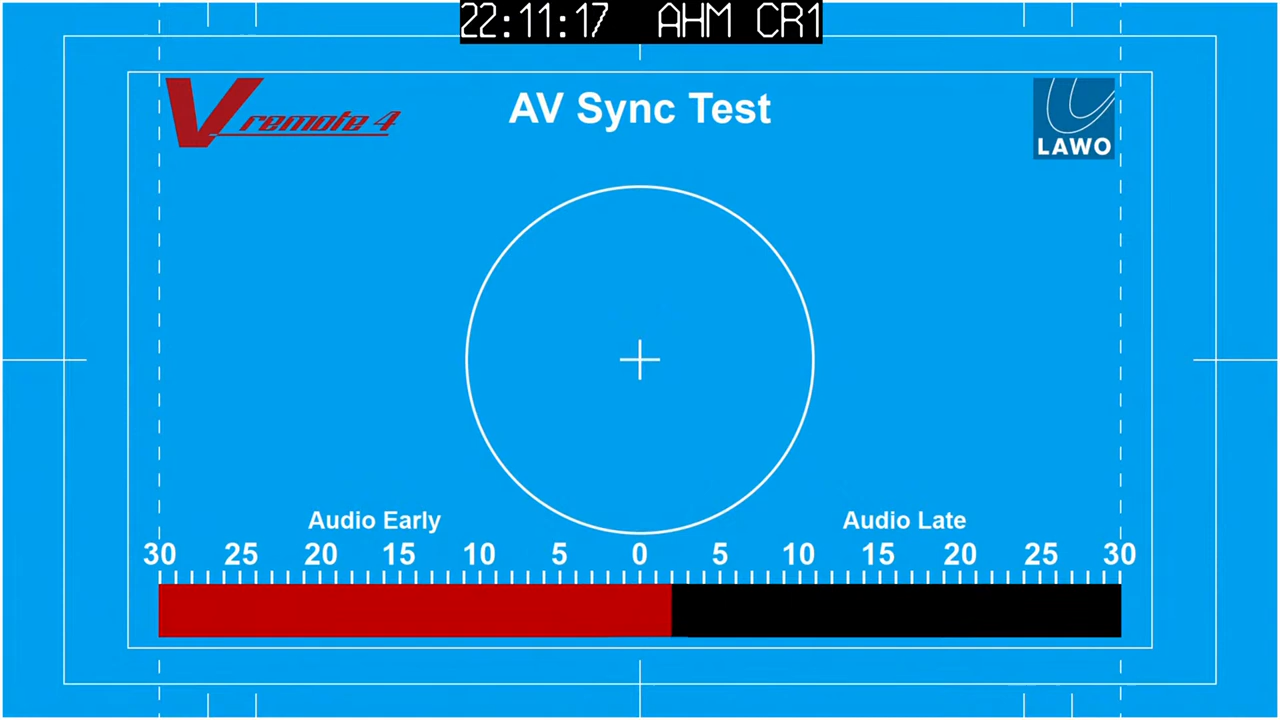 22:11:17 AHM CR1
V remote 4
AV Sync Test
LAWO
Audio Early
Audio Late
30 25 20 15 10 5 0 5 10 15 20 25 30